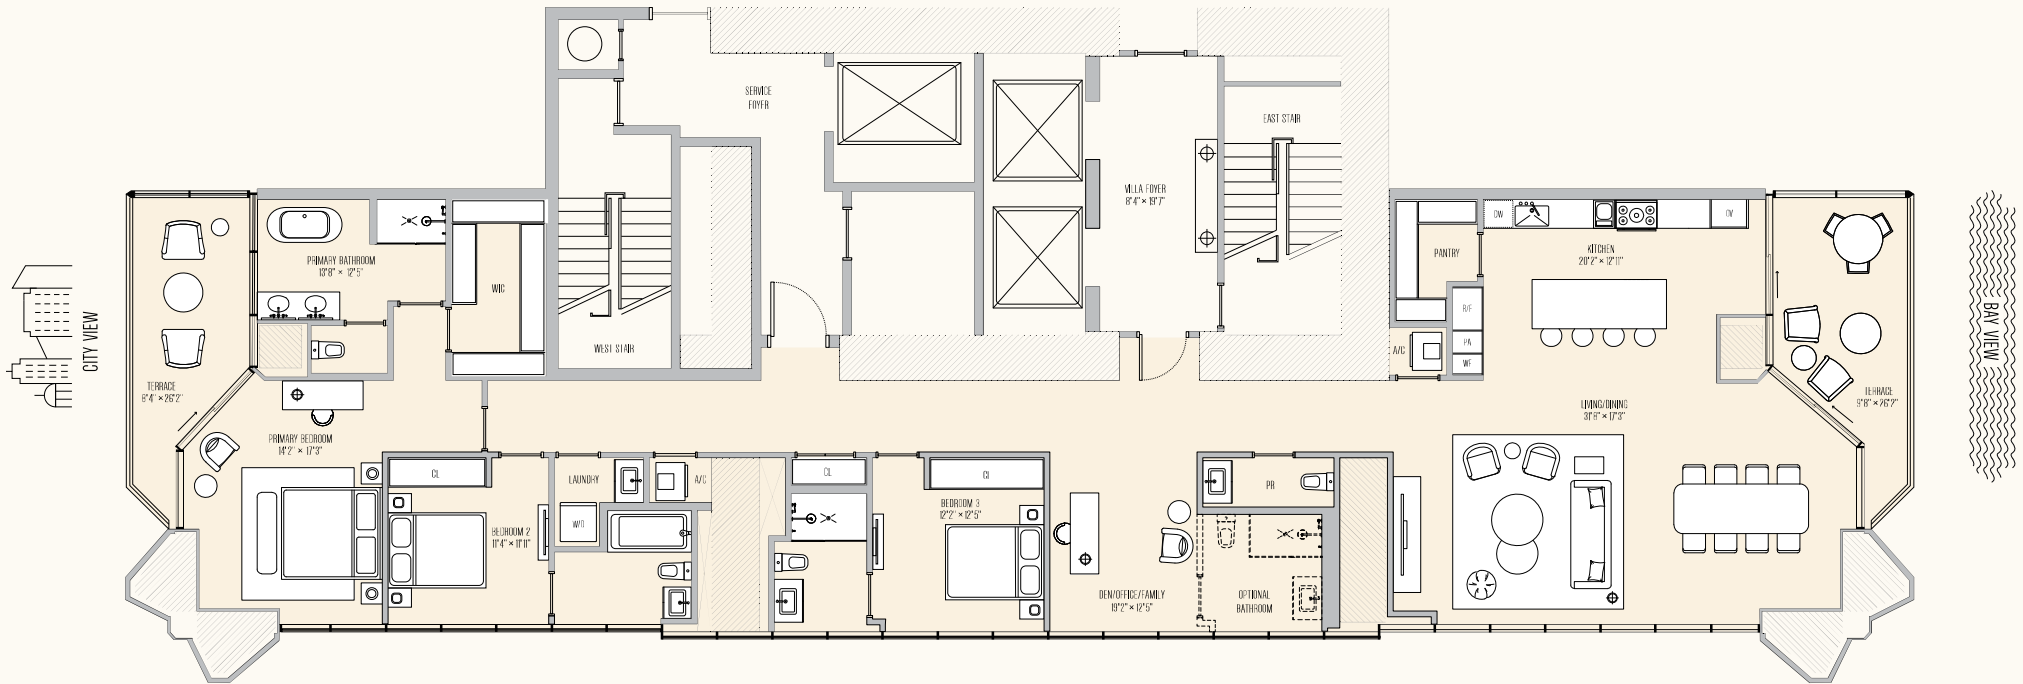 SERVICE
FOYER
EAST STAIR
VILLA FOYER
8'4" × 19'7"
WEST STAIR
CITY VIEW
TERRACE
8'4" × 26'2"
PRIMARY BATHROOM
13'8" × 12'5"
WIC
PRIMARY BEDROOM
14'2" × 17'3"
CL
BEDROOM 2
11'4" × 11'11"
LAUNDRY
W/D
A/C
CL
BEDROOM 3
12'2" × 12'5"
CL
DEN/OFFICE/FAMILY
19'2" × 12'5"
PR
OPTIONAL
BATHROOM
PANTRY
A/C
R/F
PA
WF
DW
OV
KITCHEN
20'2" × 12'11"
LIVING/DINING
31'8" × 17'3"
TERRACE
9'8" × 26'2"
BAY VIEW